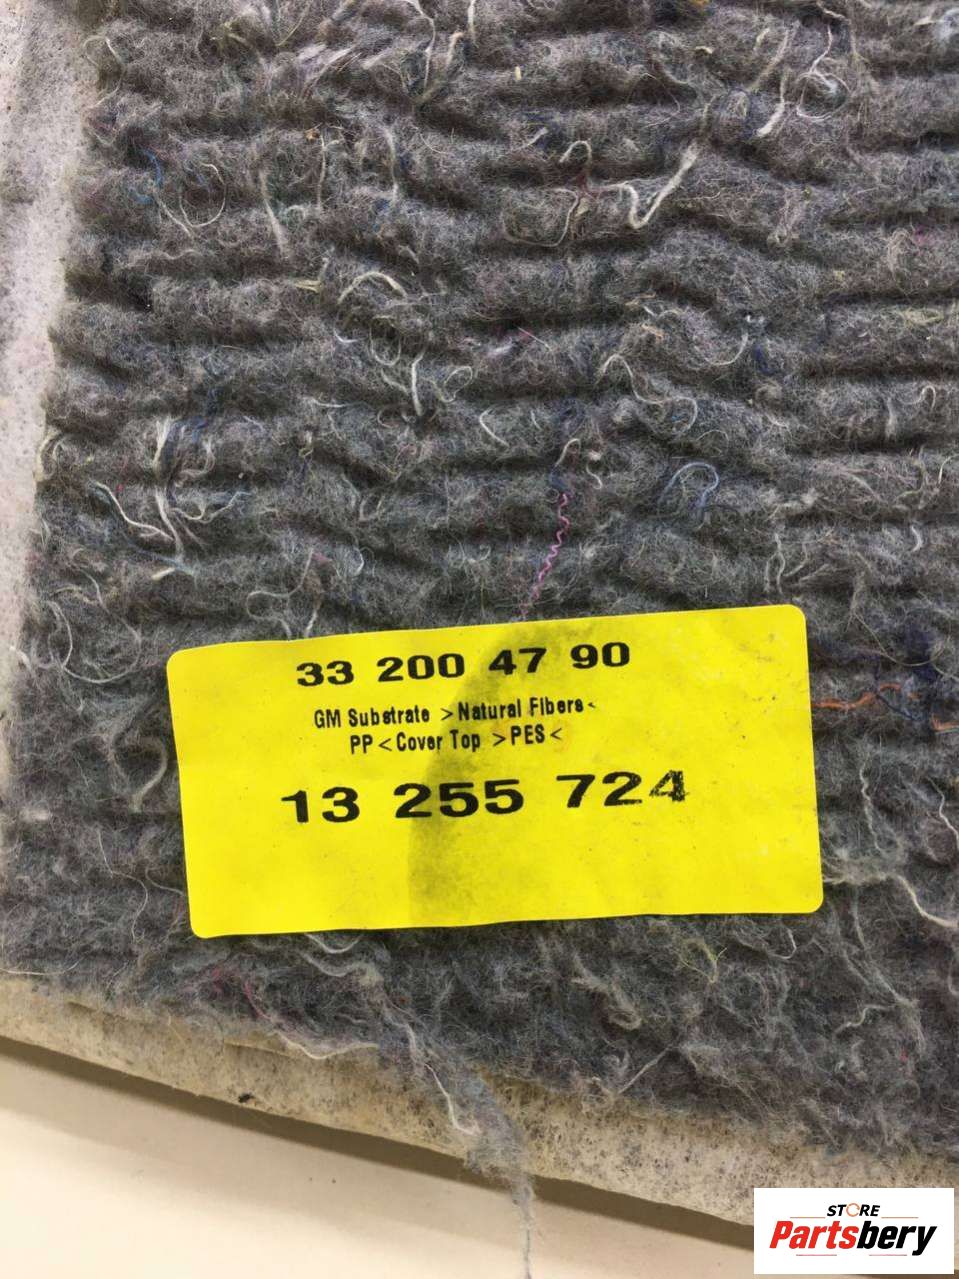 33 200 47 90
GM Substrate >Natural Fibers<
PP<Cover Top >PES<
13 255 724
STORE
Partsbery